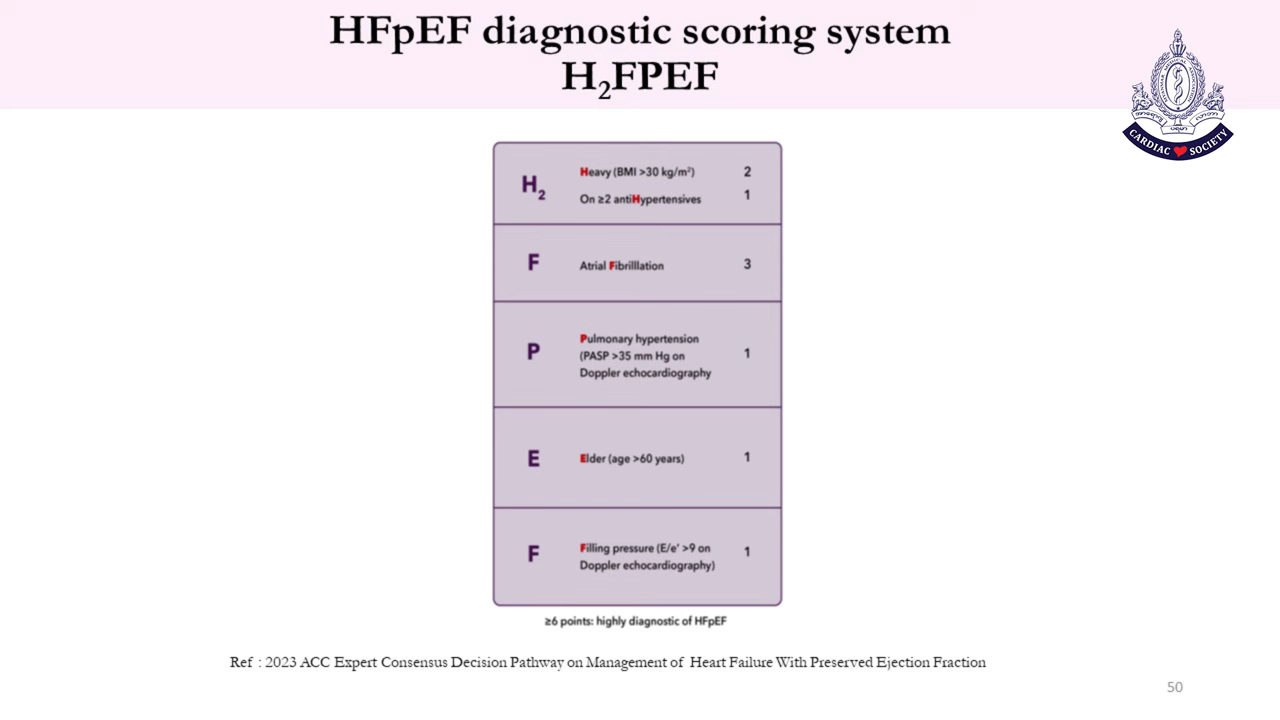 HFpEF diagnostic scoring system
H₂FPEF
CARDIAC SOCIETY
H₂
Heavy (BMI >30 kg/m²) 2
On ≥2 antiHypertensives 1
F
Atrial Fibrilllation 3
P
Pulmonary hypertension
(PASP >35 mm Hg on
Doppler echocardiography
1
E
Elder (age >60 years) 1
F
Filling pressure (E/e' >9 on
Doppler echocardiography)
1
≥6 points: highly diagnostic of HFpEF
Ref : 2023 ACC Expert Consensus Decision Pathway on Management of Heart Failure With Preserved Ejection Fraction
50